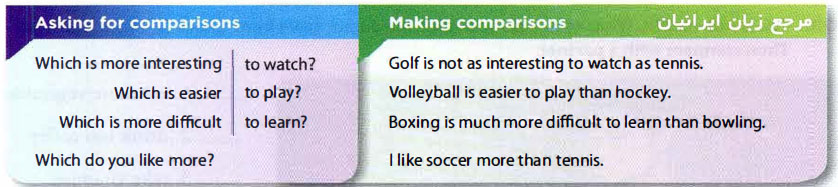 Asking for comparisons
Which is more interesting to watch?
Which is easier to play?
Which is more difficult to learn?
Which do you like more?
Making comparisons مرجع زبان ایرانیان
Golf is not as interesting to watch as tennis.
Volleyball is easier to play than hockey.
Boxing is much more difficult to learn than bowling.
I like soccer more than tennis.